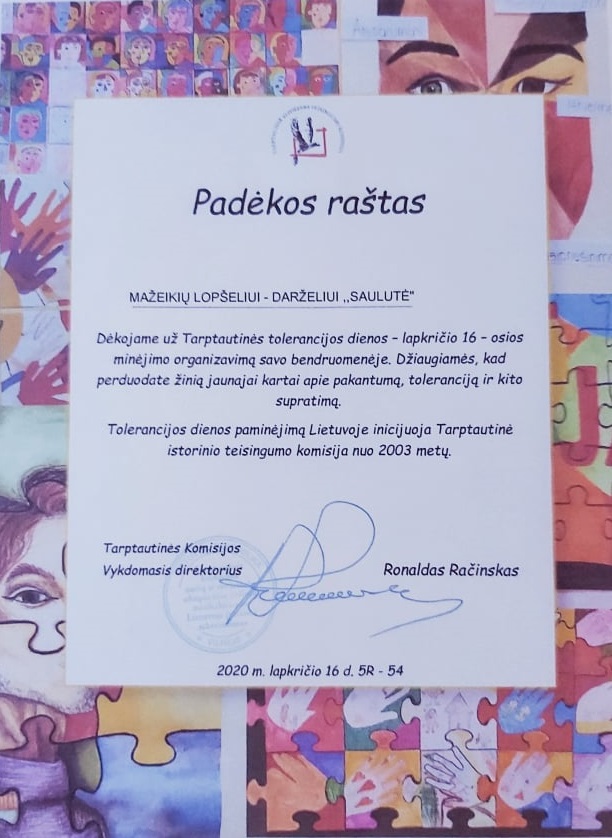 Padėkos raštas
MAŽEIKIŲ LOPŠELIUI - DARŽELIUI ,,SAULUTĖ"
Dėkojame už Tarptautinės tolerancijos dienos – lapkričio 16 – osios
minėjimo organizavimą savo bendruomenėje. Džiaugiamės, kad
perduodate žinią jaunajai kartai apie pakantumą, toleranciją ir kito
supratimą.
Tolerancijos dienos paminėjimą Lietuvoje inicijuoja Tarptautinė
istorinio teisingumo komisija nuo 2003 metų.
Tarptautinės Komisijos
Vykdomasis direktorius
Ronaldas Račinskas
2020 m. lapkričio 16 d. 5R - 54